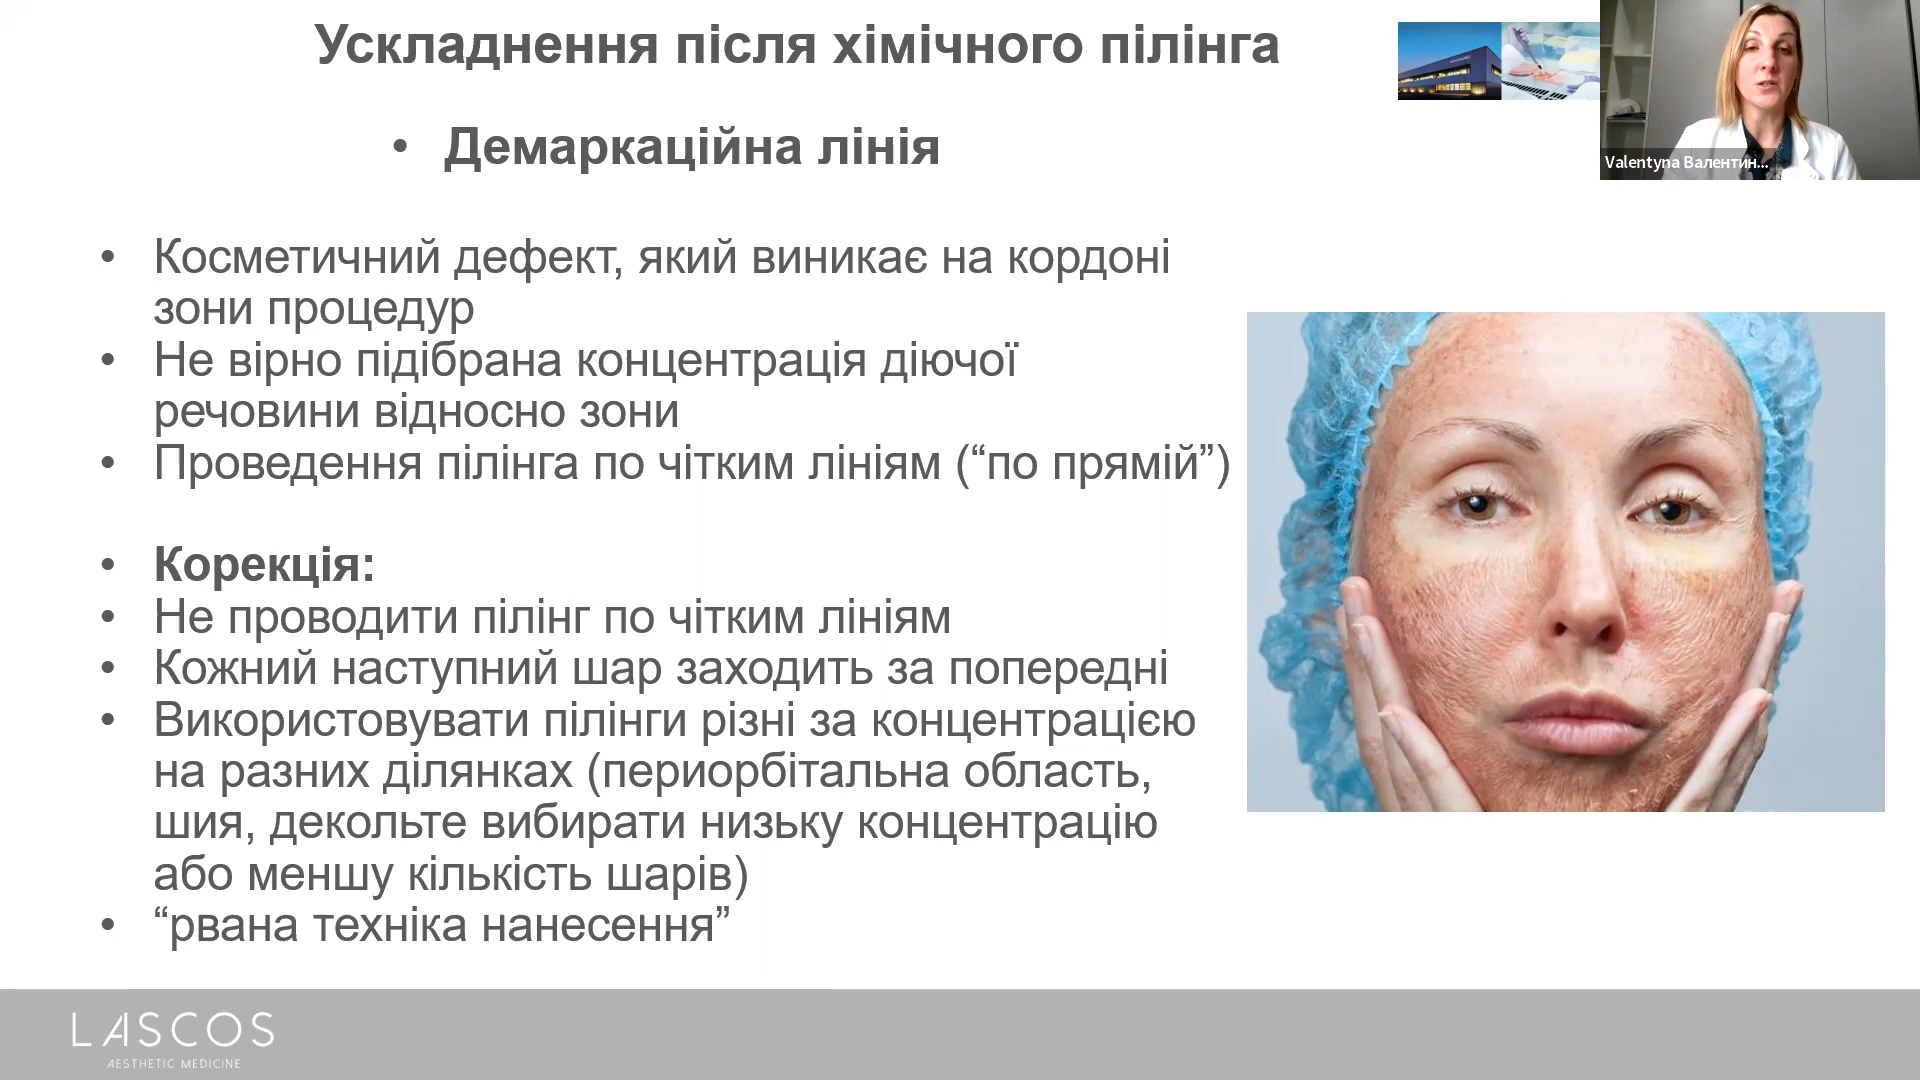 Ускладнення після хімічного пілінга
Valentyna Валентин...
• Демаркаційна лінія
• Косметичний дефект, який виникає на кордоні
зони процедур
• Не вірно підібрана концентрація діючої
речовини відносно зони
• Проведення пілінга по чітким лініям (“по прямій”)
• Корекція:
• Не проводити пілінг по чітким лініям
• Кожний наступний шар заходить за попередні
• Використовувати пілінги різні за концентрацією
на разних ділянках (периорбітальна область,
шия, декольте вибирати низьку концентрацію
або меншу кількість шарів)
• “рвана техніка нанесення”
LASCOS
AESTHETIC MEDICINE